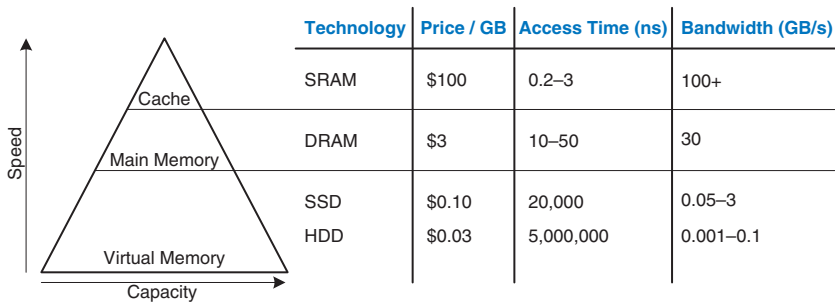 Technology Price / GB Access Time (ns) Bandwidth (GB/s)
SRAM $100 0.2–3 100+
Cache
DRAM $3 10–50 30
Main Memory
Speed
SSD $0.10 20,000 0.05–3
HDD $0.03 5,000,000 0.001–0.1
Virtual Memory
Capacity